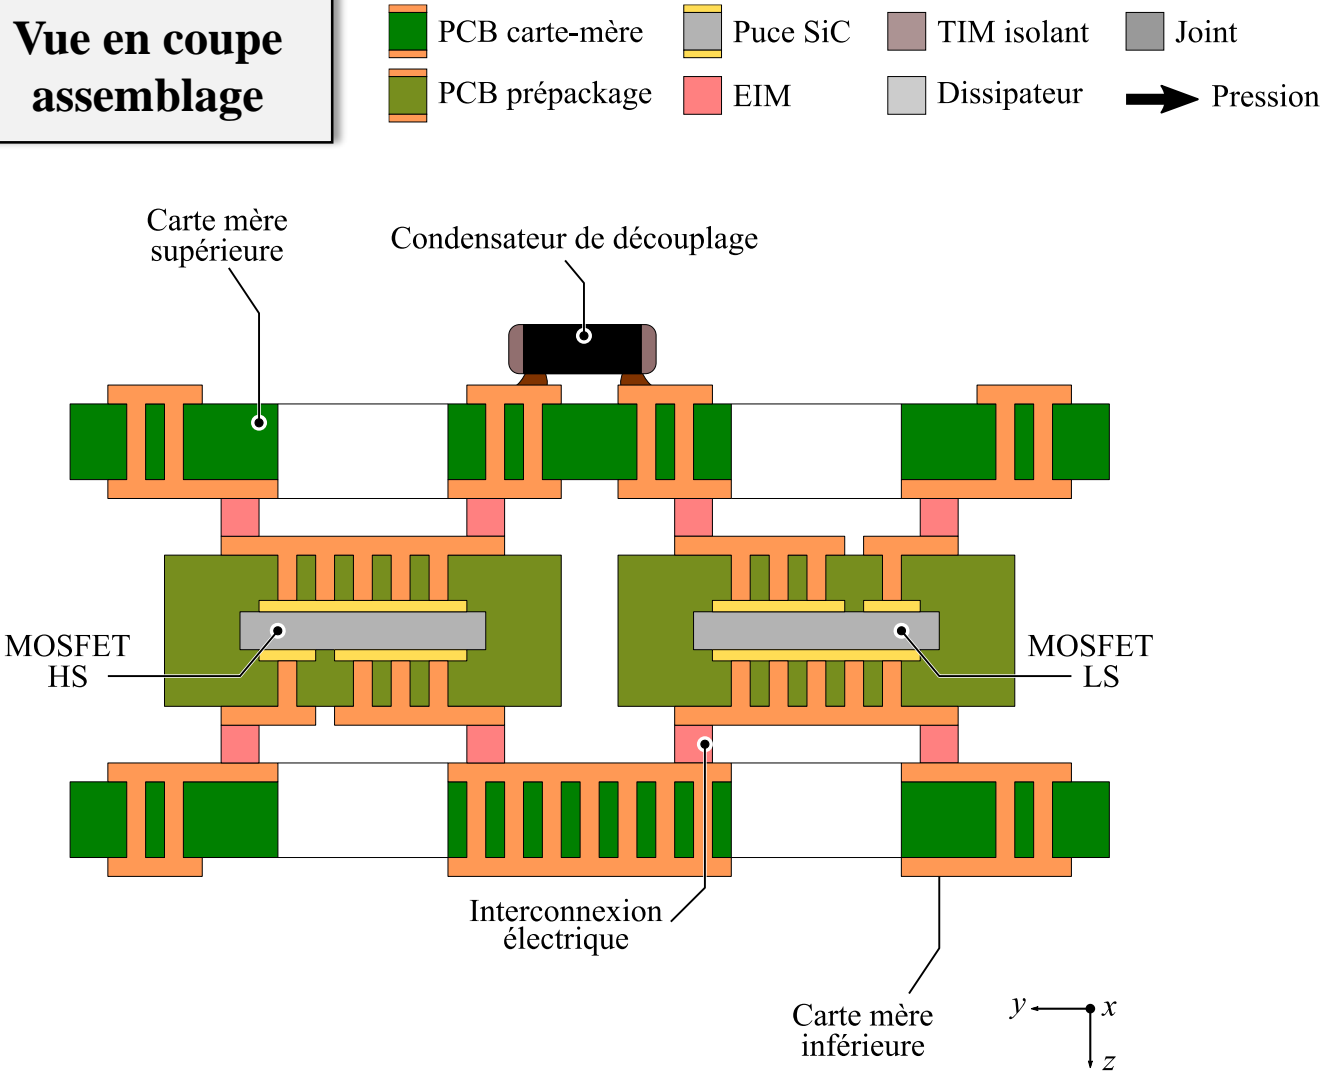 Vue en coupe
assemblage
PCB carte-mère
Puce SiC
TIM isolant
Joint
PCB prépackage
EIM
Dissipateur
Pression
Carte mère
supérieure
Condensateur de découplage
MOSFET
HS
MOSFET
LS
Interconnexion
électrique
Carte mère
inférieure
y
x
z